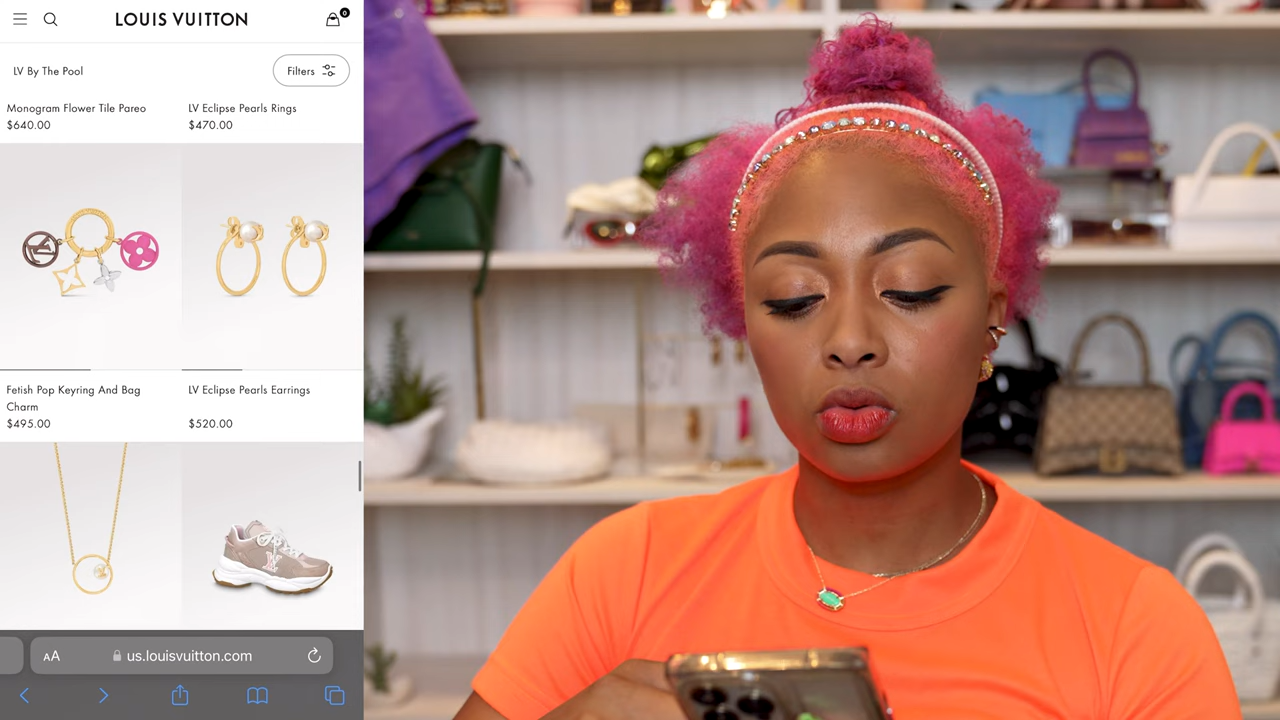 LOUIS VUITTON
0
LV By The Pool
Filters
Monogram Flower Tile Pareo
$640.00
LV Eclipse Pearls Rings
$470.00
Fetish Pop Keyring And Bag
Charm
$495.00
LV Eclipse Pearls Earrings
$520.00
AA
us.louisvuitton.com